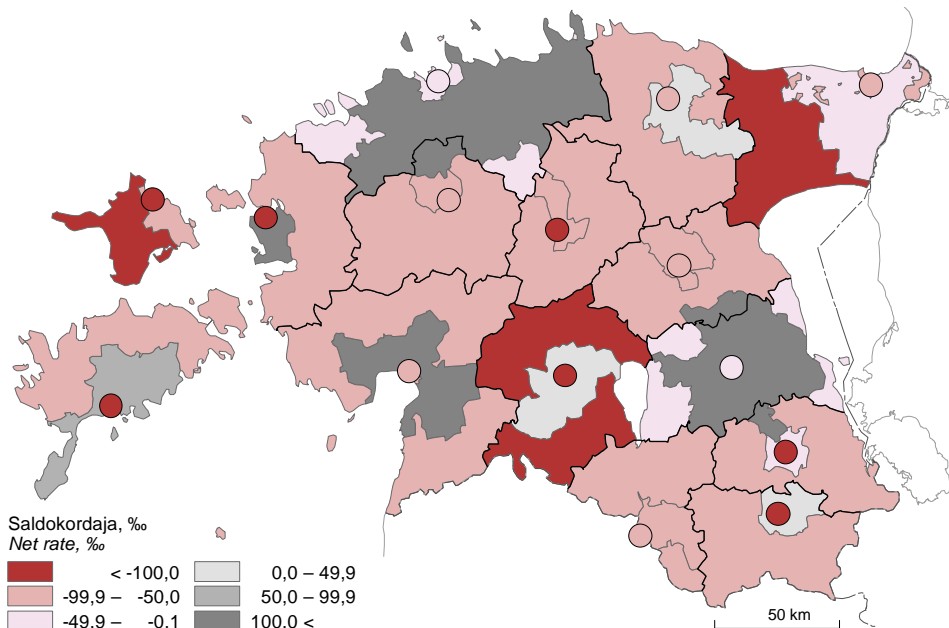 Saldokordaja, ‰
Net rate, ‰
< -100,0 0,0 – 49,9
-99,9 – -50,0 50,0 – 99,9
-49,9 – -0,1 100,0 <
50 km